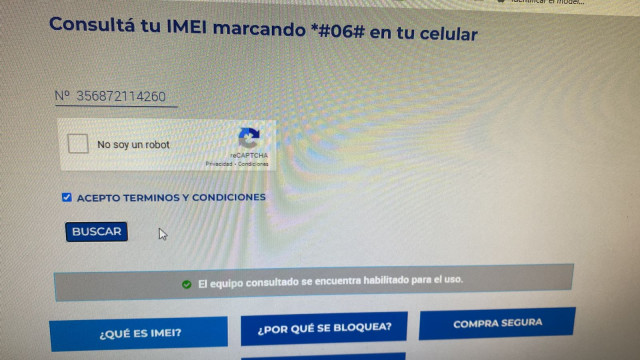 Identificar el model...
Consultá tu IMEI marcando *#06# en tu celular
Nº 356872114260
No soy un robot
reCAPTCHA
Privacidad - Condiciones
ACEPTO TERMINOS Y CONDICIONES
BUSCAR
El equipo consultado se encuentra habilitado para el uso.
¿QUÉ ES IMEI?
¿POR QUÉ SE BLOQUEA?
COMPRA SEGURA